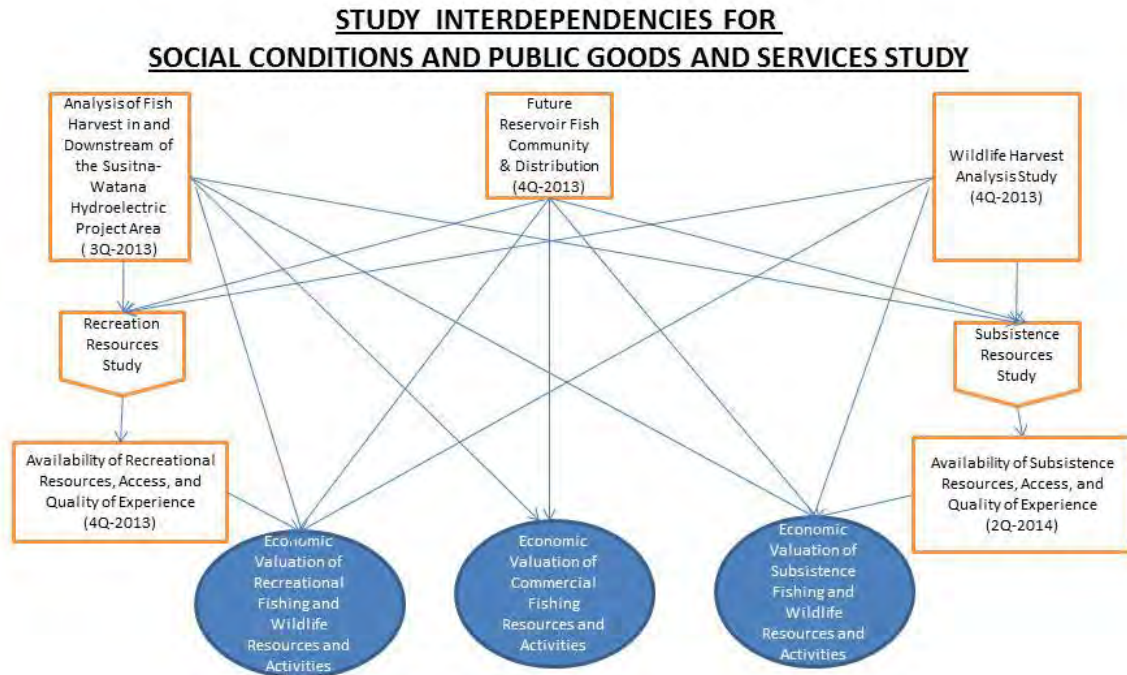 STUDY INTERDEPENDENCIES FOR
SOCIAL CONDITIONS AND PUBLIC GOODS AND SERVICES STUDY
Analysis of Fish
Harvest in and
Downstream of
the Susitna-
Watana
Hydroelectric
Project Area
( 3Q-2013)
Future
Reservoir Fish
Community
& Distribution
(4Q-2013)
Wildlife Harvest
Analysis Study
(4Q-2013)
Recreation
Resources
Study
Subsistence
Resources
Study
Availability of Recreational
Resources, Access, and
Quality of Experience
(4Q-2013)
Availability of Subsistence
Resources, Access, and
Quality of Experience
(2Q-2014)
Economic
Valuation of
Recreational
Fishing and
Wildlife
Resources and
Activities
Economic
Valuation of
Commercial
Fishing
Resources and
Activities
Economic
Valuation of
Subsistence
Fishing and
Wildlife
Resources and
Activities